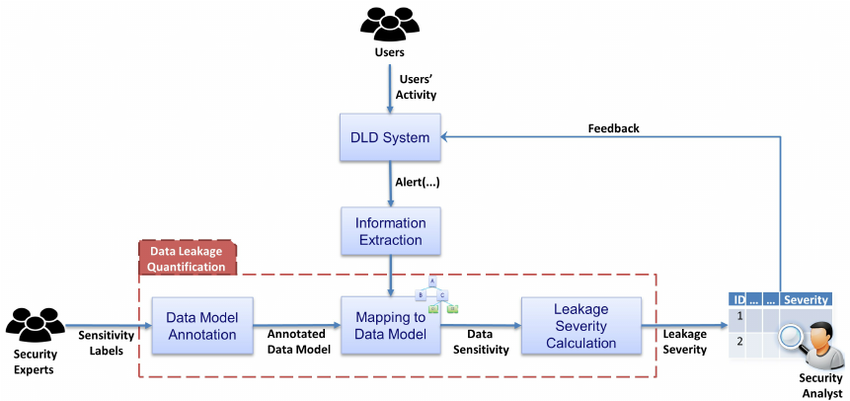 Users
Users'
Activity
DLD System
Feedback
Alert(...)
Information
Extraction
Data Leakage
Quantification
Security
Experts
Sensitivity
Labels
Data Model
Annotation
Annotated
Data Model
Mapping to
Data Model
A
B C
D E
Data
Sensitivity
Leakage
Severity
Calculation
Leakage
Severity
ID ... ... Severity
1
2
Security
Analyst